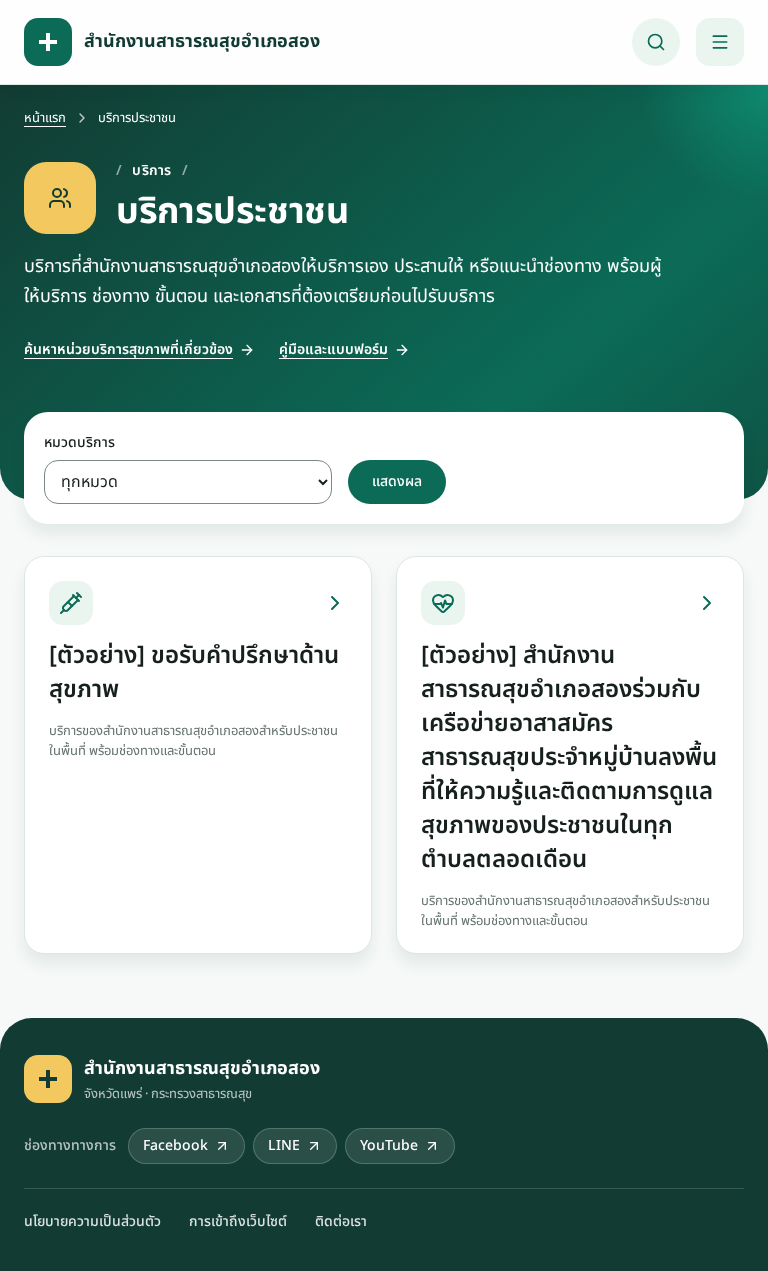 สำนักงานสาธารณสุขอำเภอสอง
หน้าแรก
บริการประชาชน
/ บริการ /
บริการประชาชน
บริการที่สำนักงานสาธารณสุขอำเภอสองให้บริการเอง ประสานให้ หรือแนะนำช่องทาง พร้อมผู้
ให้บริการ ช่องทาง ขั้นตอน และเอกสารที่ต้องเตรียมก่อนไปรับบริการ
ค้นหาหน่วยบริการสุขภาพที่เกี่ยวข้อง
คู่มือและแบบฟอร์ม
หมวดบริการ
ทุกหมวด
แสดงผล
[ตัวอย่าง] ขอรับคำปรึกษาด้าน
สุขภาพ
บริการของสำนักงานสาธารณสุขอำเภอสองสำหรับประชาชน
ในพื้นที่ พร้อมช่องทางและขั้นตอน
[ตัวอย่าง] สำนักงาน
สาธารณสุขอำเภอสองร่วมกับ
เครือข่ายอาสาสมัคร
สาธารณสุขประจำหมู่บ้านลงพื้น
ที่ให้ความรู้และติดตามการดูแล
สุขภาพของประชาชนในทุก
ตำบลตลอดเดือน
บริการของสำนักงานสาธารณสุขอำเภอสองสำหรับประชาชน
ในพื้นที่ พร้อมช่องทางและขั้นตอน
สำนักงานสาธารณสุขอำเภอสอง
จังหวัดแพร่ · กระทรวงสาธารณสุข
ช่องทางทางการ
Facebook
LINE
YouTube
นโยบายความเป็นส่วนตัว
การเข้าถึงเว็บไซต์
ติดต่อเรา